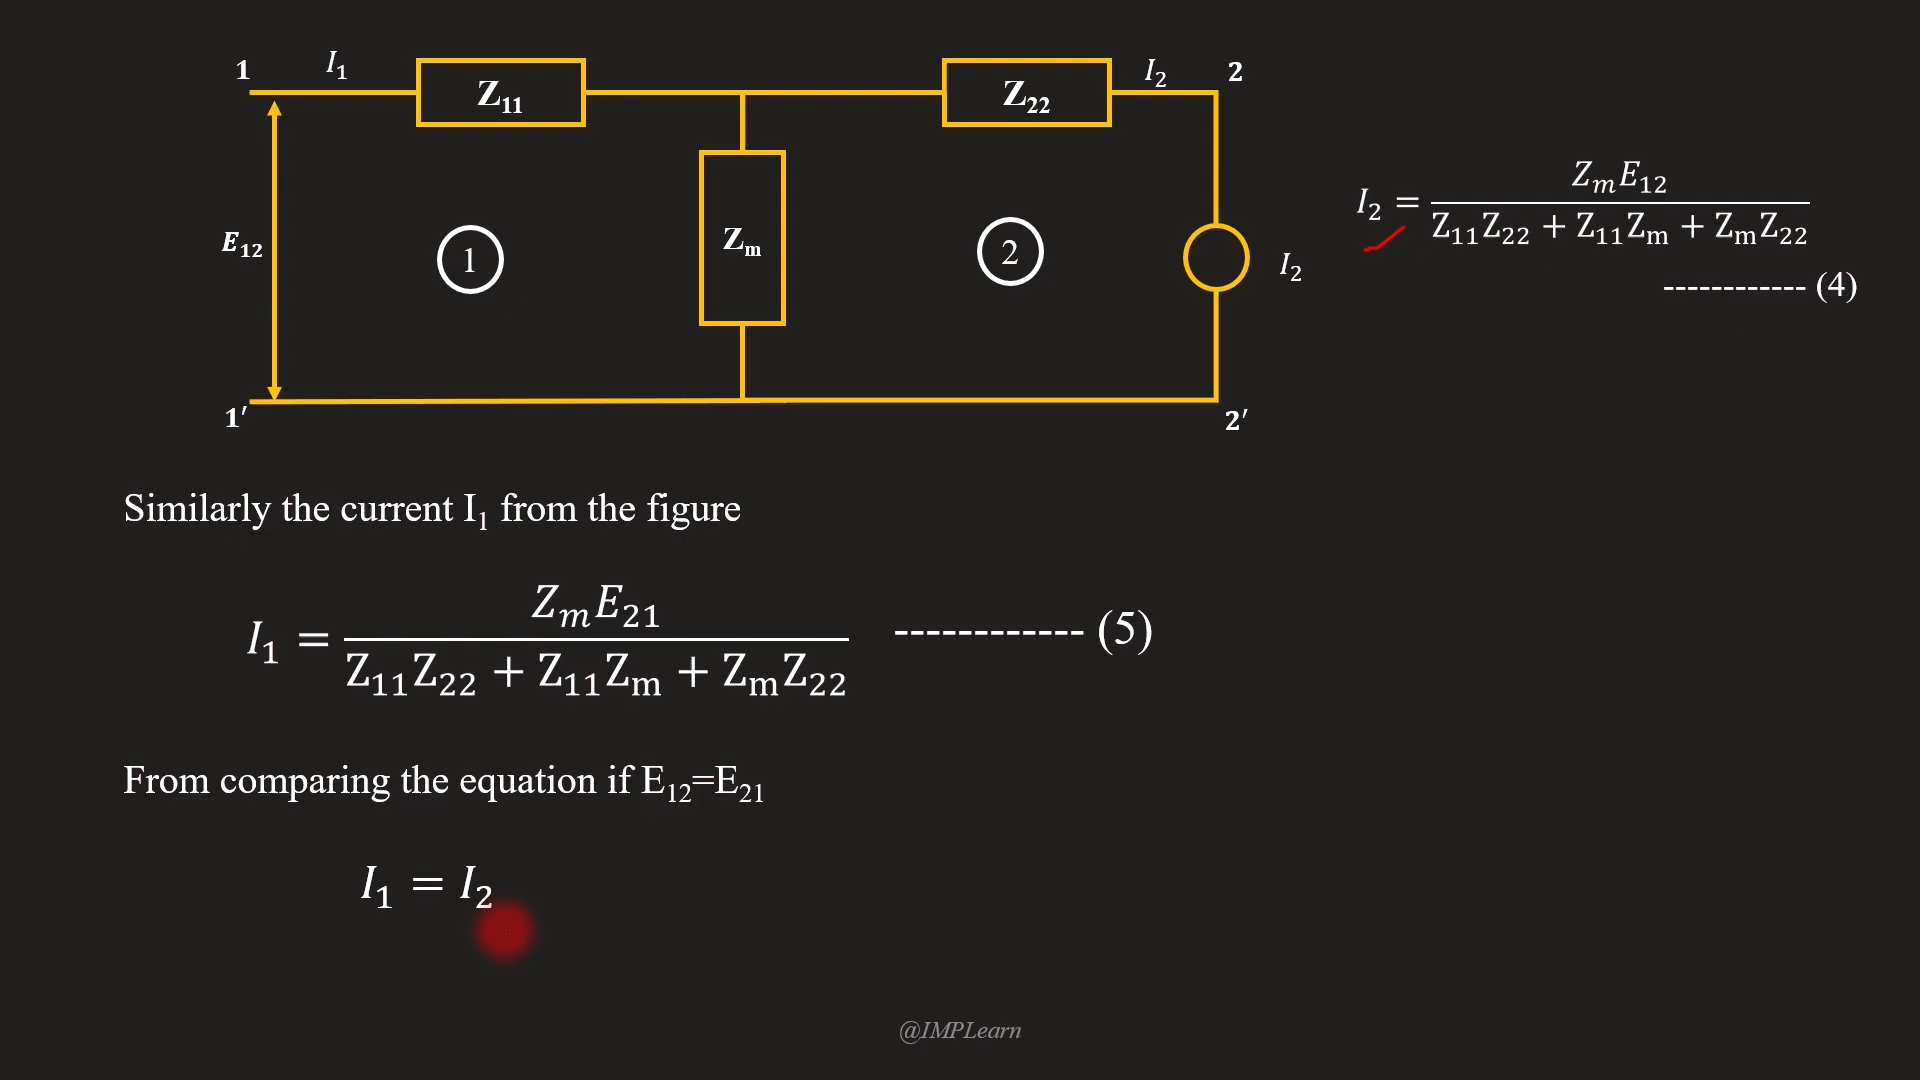 1 I₁ Z₁₁ Z₂₂ I₂ 2
E₁₂ 1 Zₘ 2 I₂
1′ 2′
I₂ = ZₘE₁₂ / Z₁₁Z₂₂ + Z₁₁Zₘ + ZₘZ₂₂
------------ (4)
Similarly the current I₁ from the figure
I₁ = ZₘE₂₁ / Z₁₁Z₂₂ + Z₁₁Zₘ + ZₘZ₂₂ ------------ (5)
From comparing the equation if E₁₂=E₂₁
I₁ = I₂
@IMPLearn